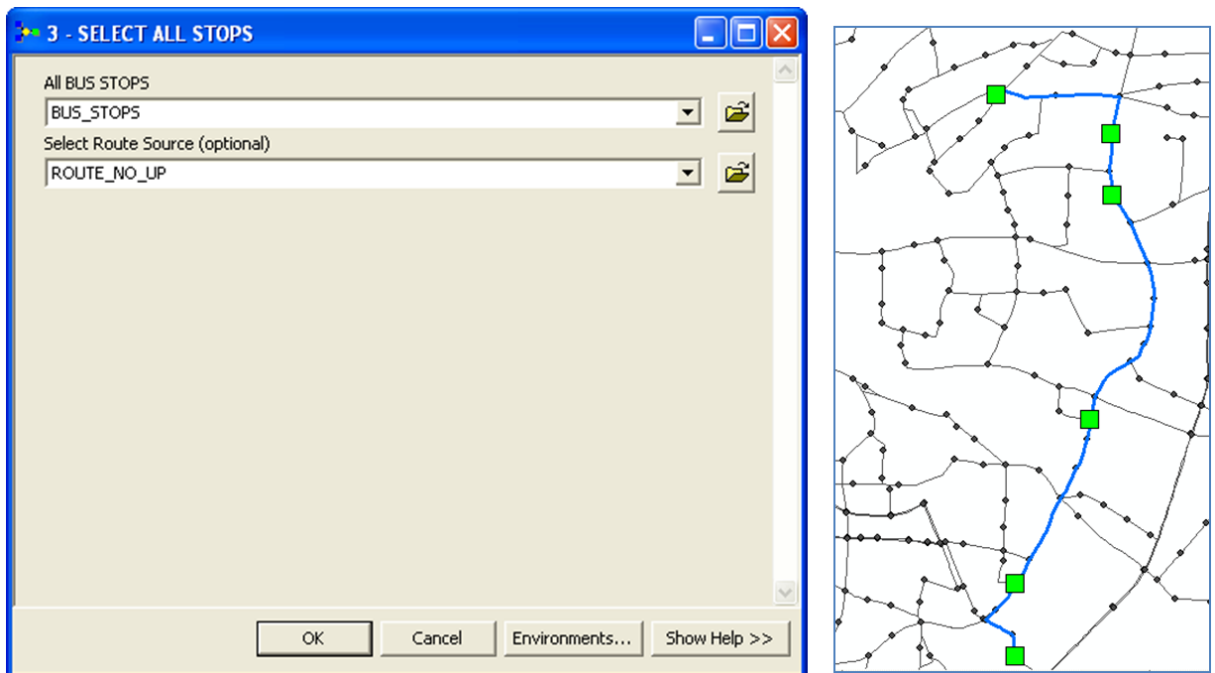 3 - SELECT ALL STOPS
All BUS STOPS
BUS_STOPS
Select Route Source (optional)
ROUTE_NO_UP
OK
Cancel
Environments...
Show Help >>